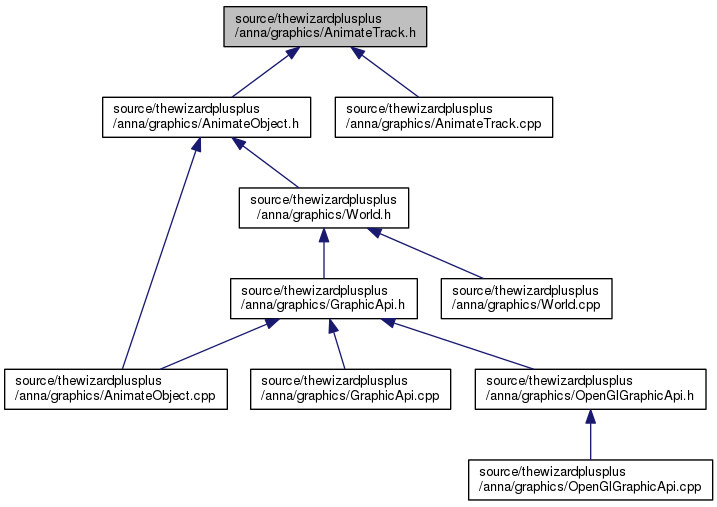 source/thewizardplusplus
/anna/graphics/AnimateTrack.h
source/thewizardplusplus
/anna/graphics/AnimateObject.h
source/thewizardplusplus
/anna/graphics/AnimateTrack.cpp
source/thewizardplusplus
/anna/graphics/World.h
source/thewizardplusplus
/anna/graphics/GraphicApi.h
source/thewizardplusplus
/anna/graphics/World.cpp
source/thewizardplusplus
/anna/graphics/AnimateObject.cpp
source/thewizardplusplus
/anna/graphics/GraphicApi.cpp
source/thewizardplusplus
/anna/graphics/OpenGlGraphicApi.h
source/thewizardplusplus
/anna/graphics/OpenGlGraphicApi.cpp